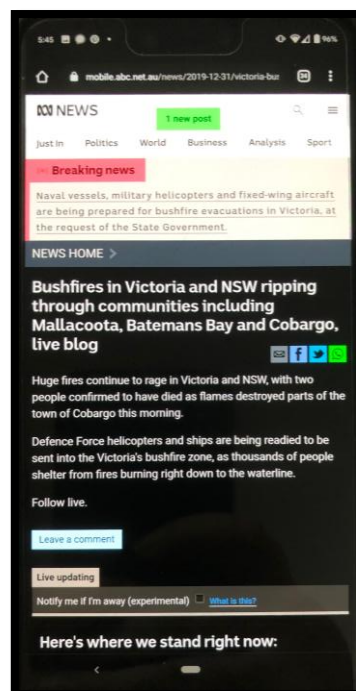 5:45 96%
mobile.abc.net.au/news/2019-12-31/victoria-bus
NEWS
1 new post
Just In Politics World Business Analysis Sport
Breaking news
Naval vessels, military helicopters and fixed-wing aircraft
are being prepared for bushfire evacuations in Victoria, at
the request of the State Government.
NEWS HOME >
Bushfires in Victoria and NSW ripping
through communities including
Mallacoota, Batemans Bay and Cobargo,
live blog
Huge fires continue to rage in Victoria and NSW, with two
people confirmed to have died as flames destroyed parts of the
town of Cobargo this morning.
Defence Force helicopters and ships are being readied to be
sent into the Victoria's bushfire zone, as thousands of people
shelter from fires burning right down to the waterline.
Follow live.
Leave a comment
Live updating
Notify me if I'm away (experimental) What is this?
Here's where we stand right now: